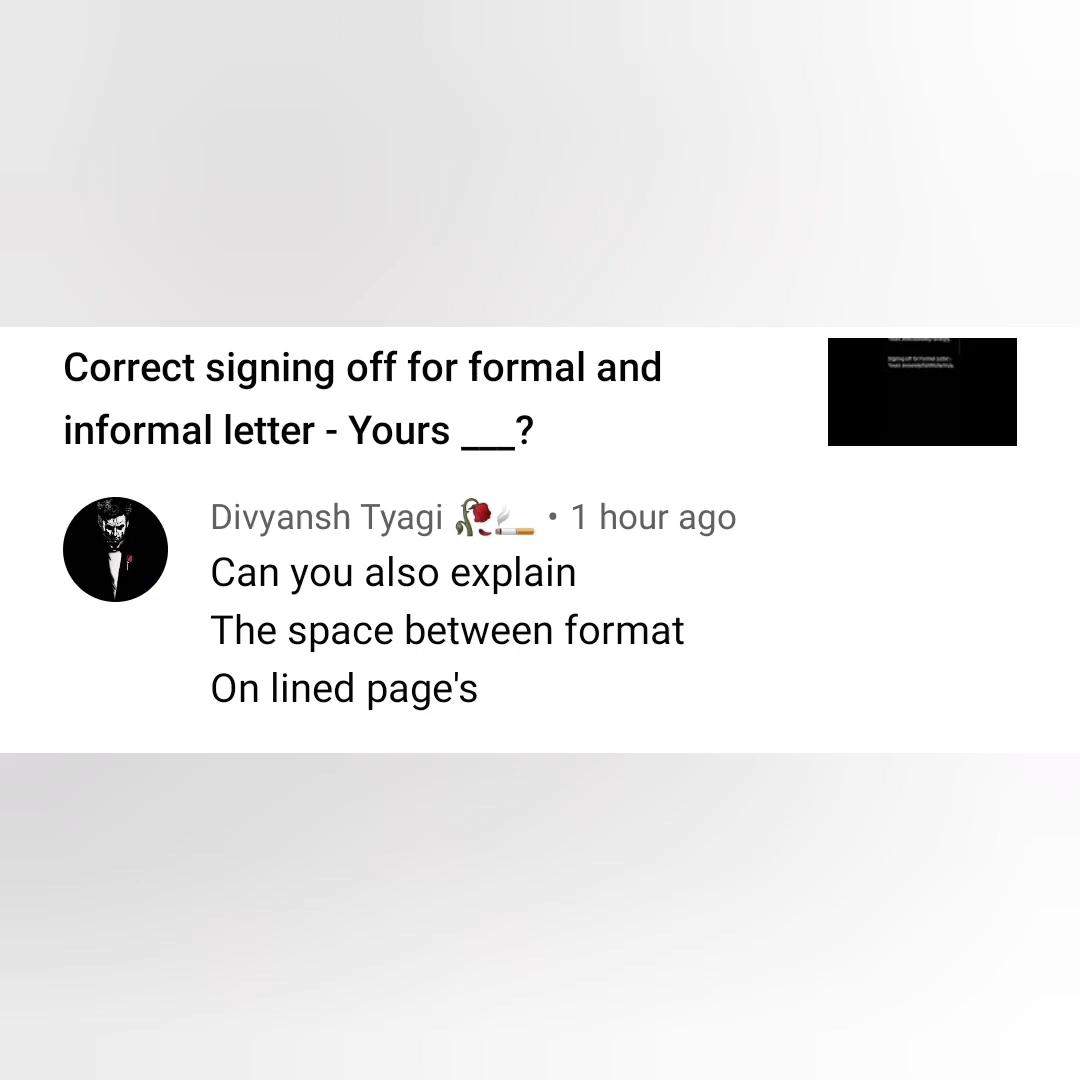 Correct signing off for formal and
informal letter - Yours ___?
Divyansh Tyagi 🥀🚬 • 1 hour ago
Can you also explain
The space between format
On lined page's